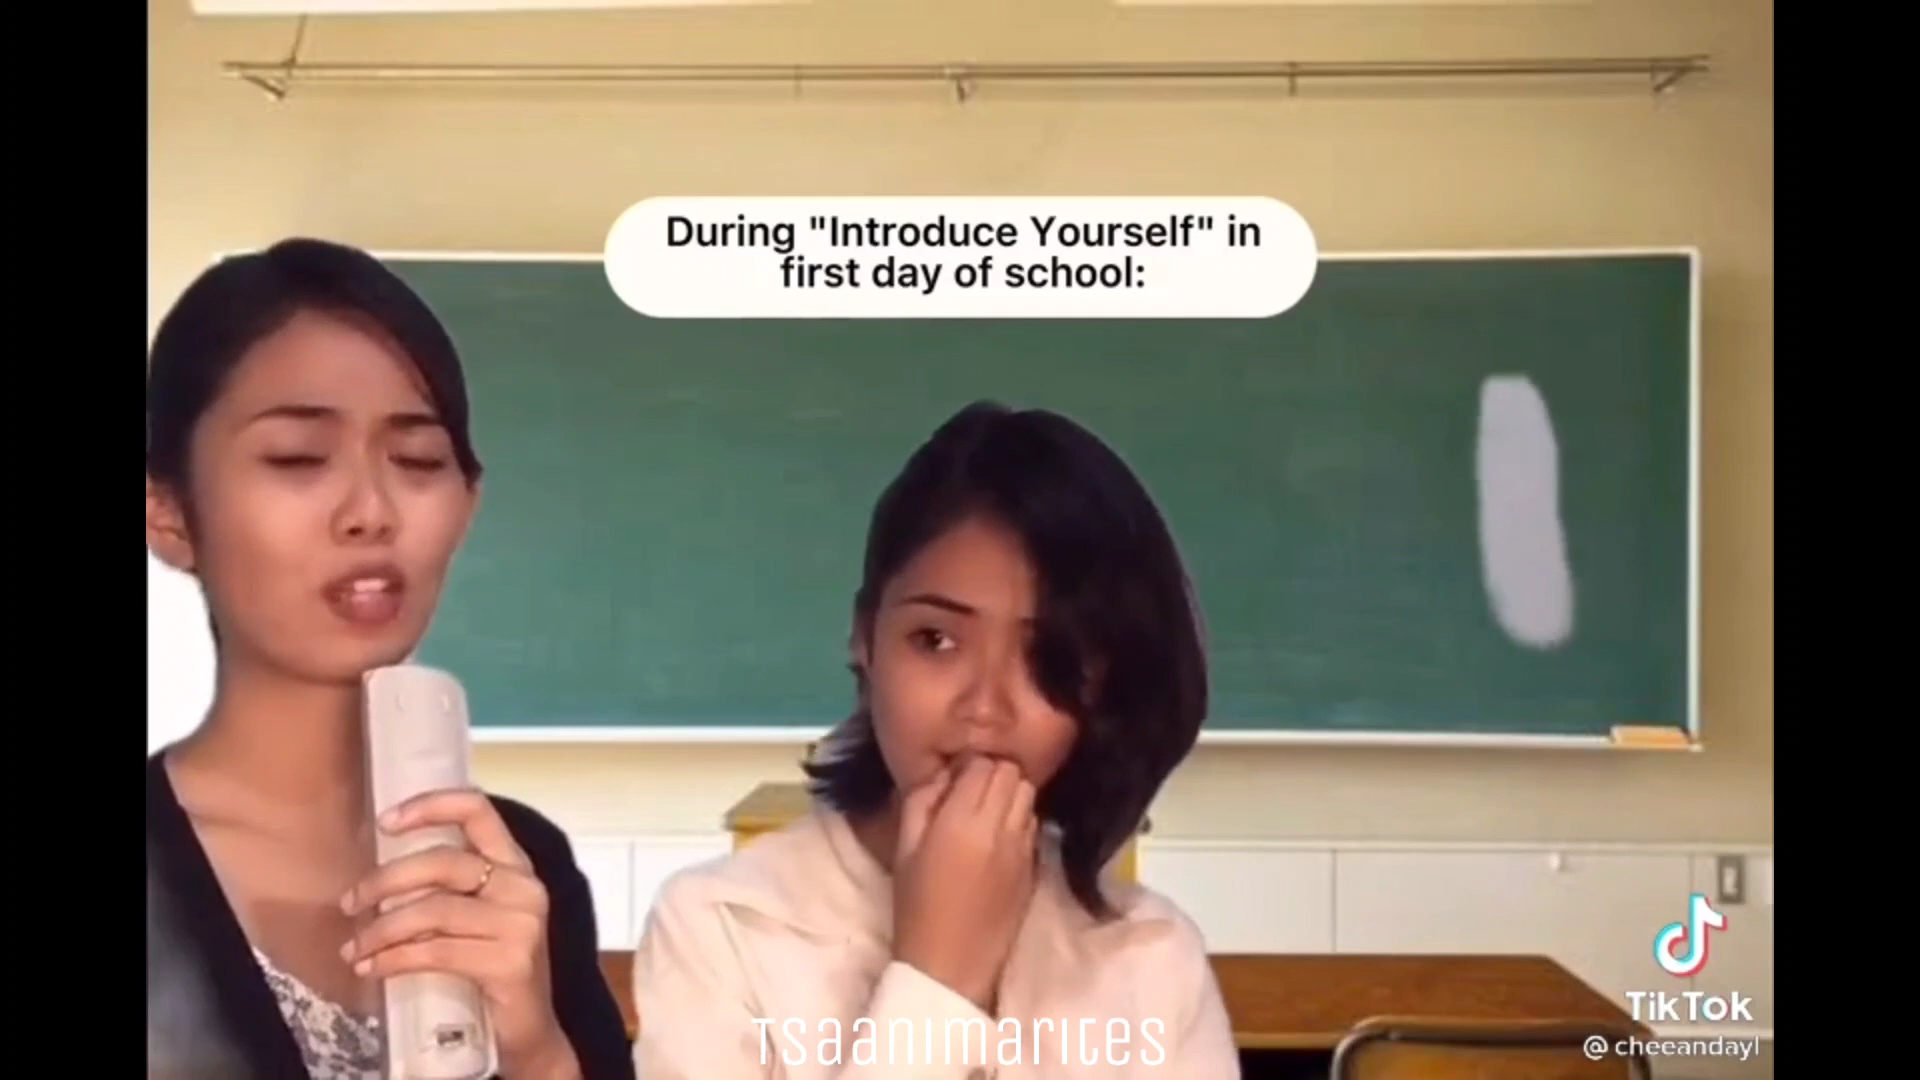 During "Introduce Yourself" in
first day of school:
TikTok
@ cheeandayl
TSaanimarites